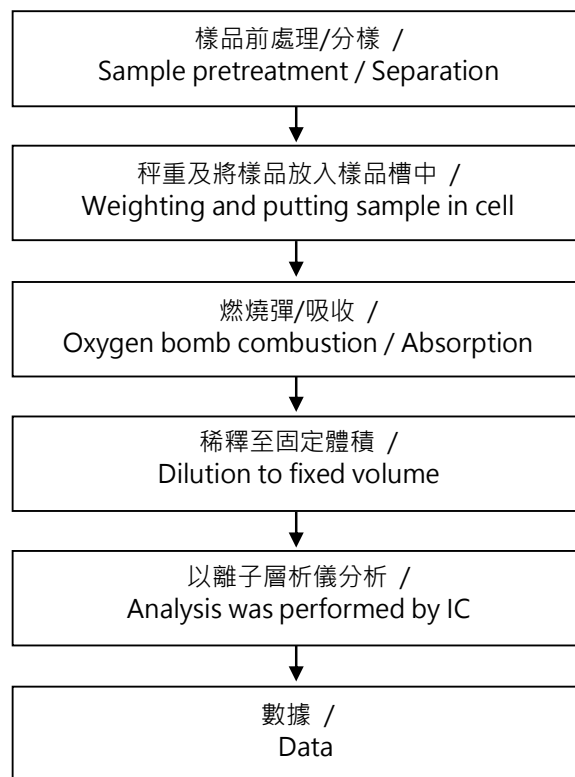 樣品前處理/分樣 /
Sample pretreatment / Separation
秤重及將樣品放入樣品槽中 /
Weighting and putting sample in cell
燃燒彈/吸收 /
Oxygen bomb combustion / Absorption
稀釋至固定體積 /
Dilution to fixed volume
以離子層析儀分析 /
Analysis was performed by IC
數據 /
Data